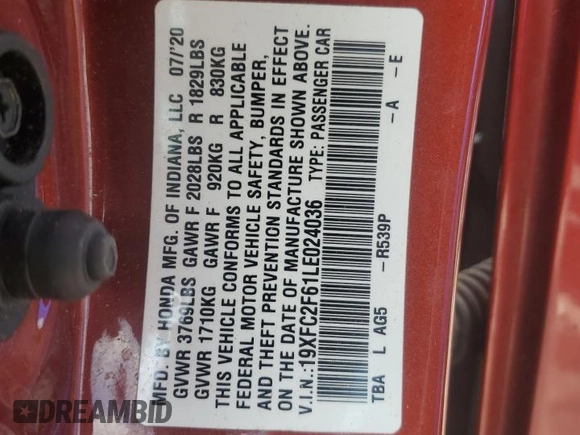 MFD. BY HONDA MFG. OF INDIANA, LLC 07/'20
GVWR 3769LBS GAWR F 2028LBS R 1829LBS
GVWR 1710KG GAWR F 920KG R 830KG
THIS VEHICLE CONFORMS TO ALL APPLICABLE
FEDERAL MOTOR VEHICLE SAFETY, BUMPER,
AND THEFT PREVENTION STANDARDS IN EFFECT
ON THE DATE OF MANUFACTURE SHOWN ABOVE.
V.I.N.:19XFC2F61LE024036 TYPE: PASSENGER CAR
TBA L AG5 -R539P -A -E
DREAMBID